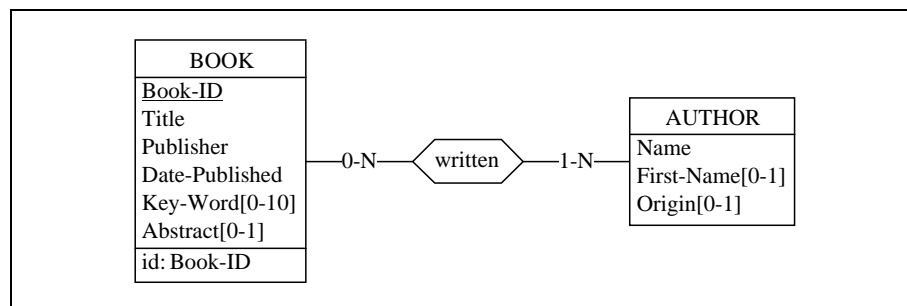 BOOK
Book-ID
Title
Publisher
Date-Published
Key-Word[0-10]
Abstract[0-1]
id: Book-ID
0-N
written
1-N
AUTHOR
Name
First-Name[0-1]
Origin[0-1]